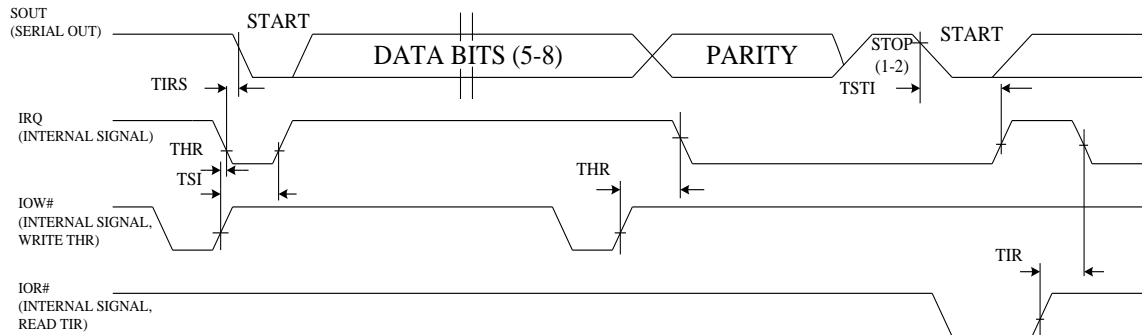 SOUT
(SERIAL OUT)
START
DATA BITS (5-8)
PARITY
STOP
(1-2)
START
TIRS
TSTI
IRQ
(INTERNAL SIGNAL)
THR
TSI
THR
IOW#
(INTERNAL SIGNAL,
WRITE THR)
TIR
IOR#
(INTERNAL SIGNAL,
READ TIR)